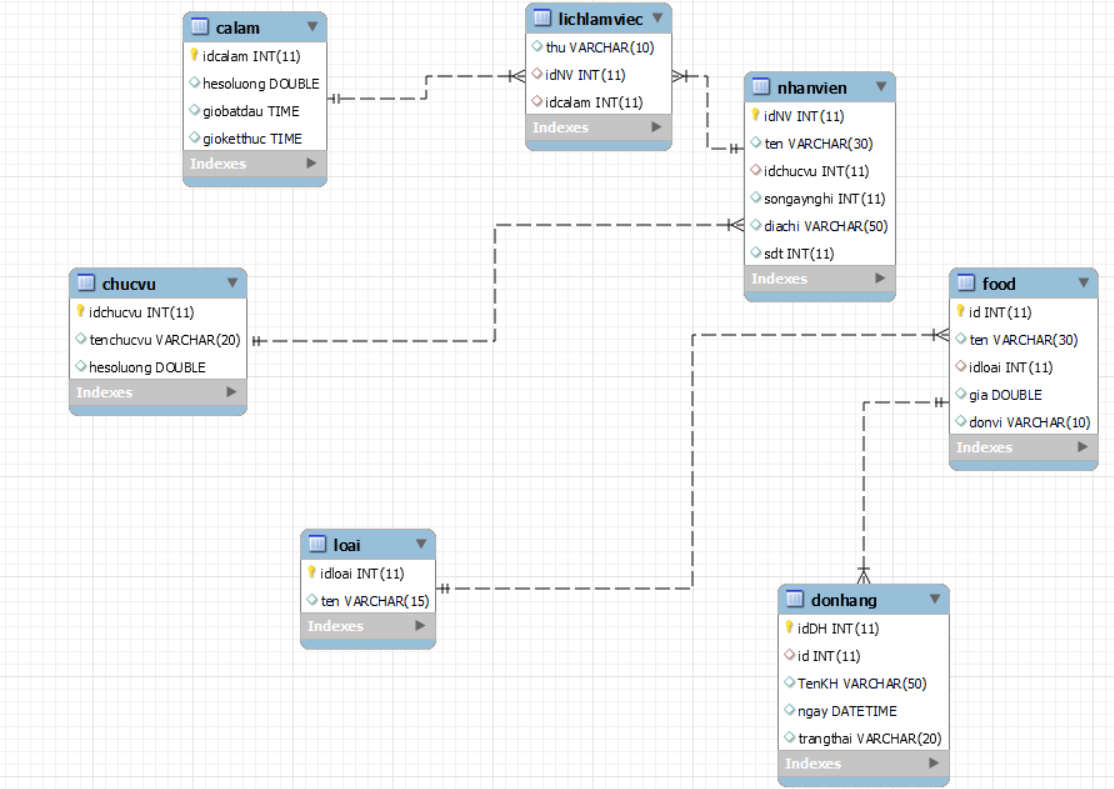 calam
idcalam INT(11)
hesoluong DOUBLE
giobatdau TIME
gioketthuc TIME
Indexes
lichlamviec
thu VARCHAR(10)
idNV INT(11)
idcalam INT(11)
Indexes
nhanvien
idNV INT(11)
ten VARCHAR(30)
idchucvu INT(11)
songaynghi INT(11)
diachi VARCHAR(50)
sdt INT(11)
Indexes
chucvu
idchucvu INT(11)
tenchucvu VARCHAR(20)
hesoluong DOUBLE
Indexes
food
id INT(11)
ten VARCHAR(30)
idloai INT(11)
gia DOUBLE
donvi VARCHAR(10)
Indexes
loai
idloai INT(11)
ten VARCHAR(15)
Indexes
donhang
idDH INT(11)
id INT(11)
TenKH VARCHAR(50)
ngay DATETIME
trangthai VARCHAR(20)
Indexes